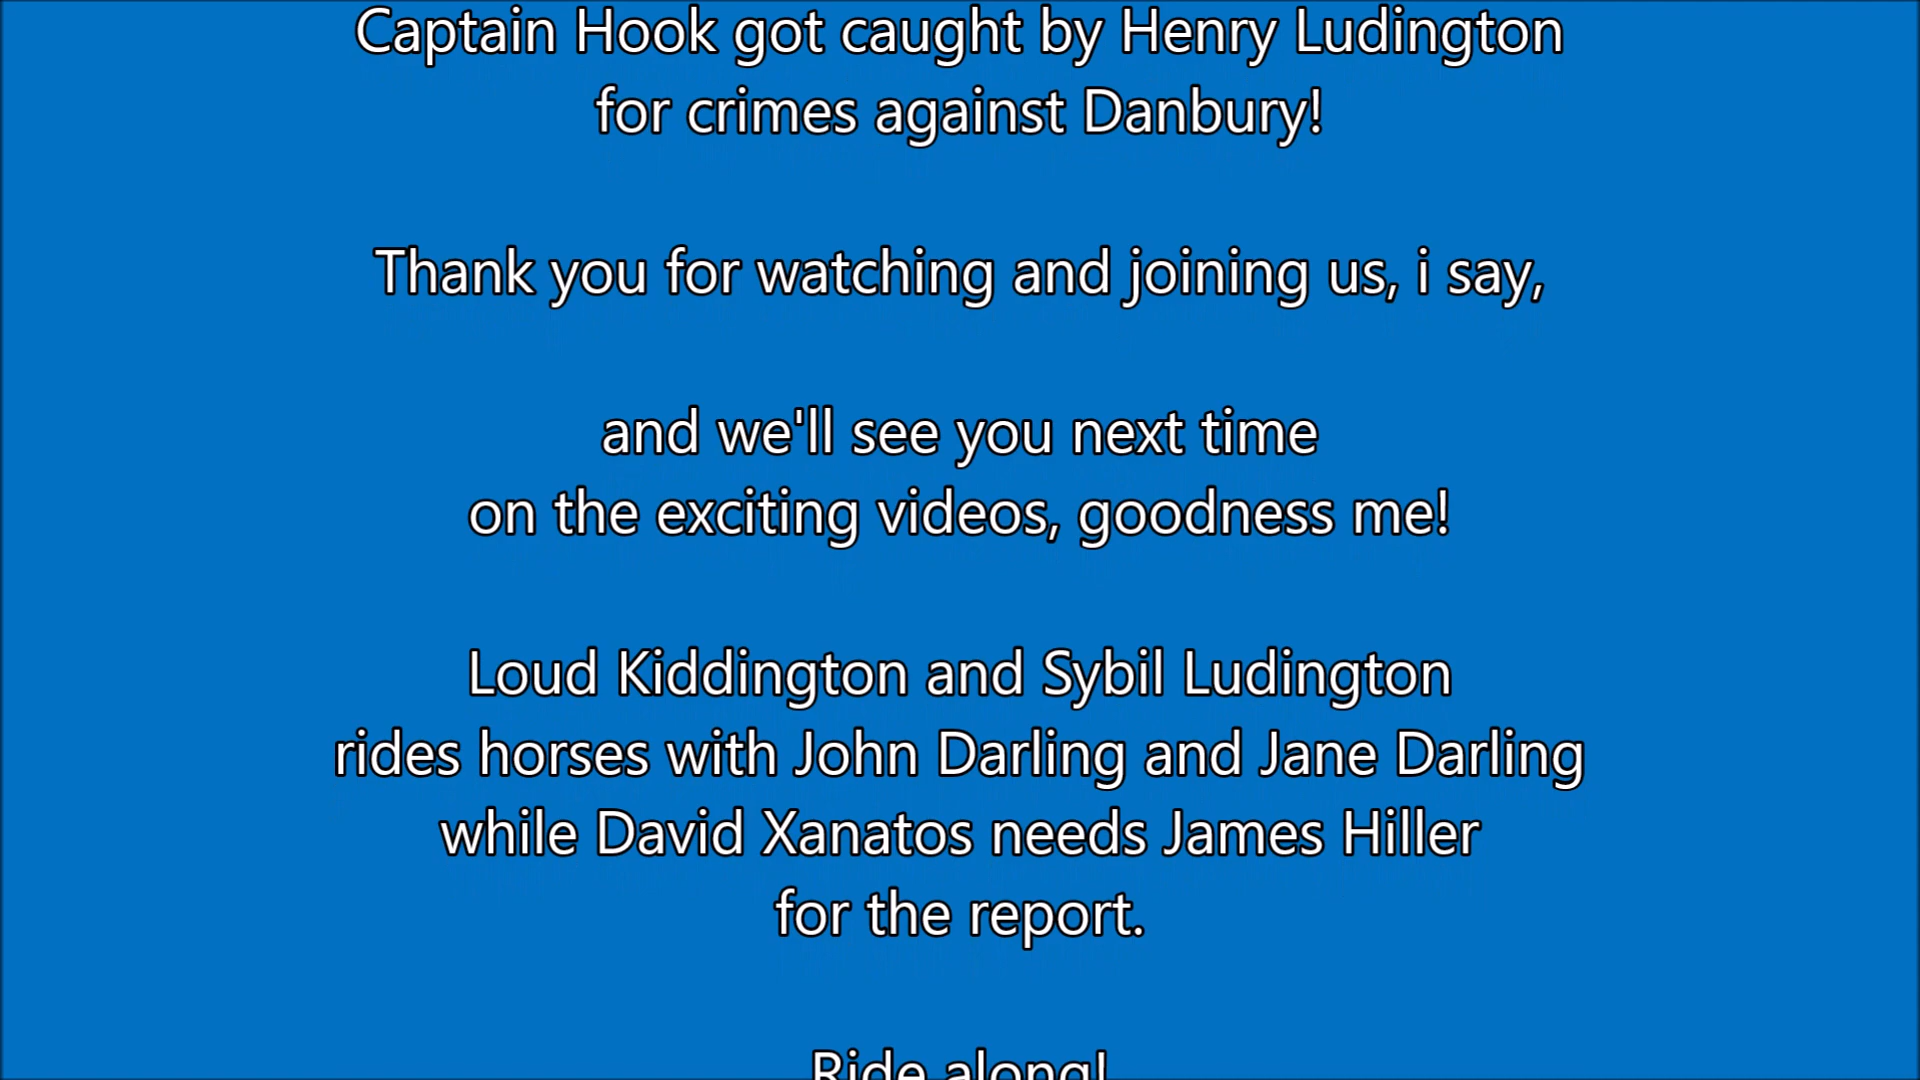 Captain Hook got caught by Henry Ludington
for crimes against Danbury!
Thank you for watching and joining us, i say,
and we'll see you next time
on the exciting videos, goodness me!
Loud Kiddington and Sybil Ludington
rides horses with John Darling and Jane Darling
while David Xanatos needs James Hiller
for the report.
Ride along!